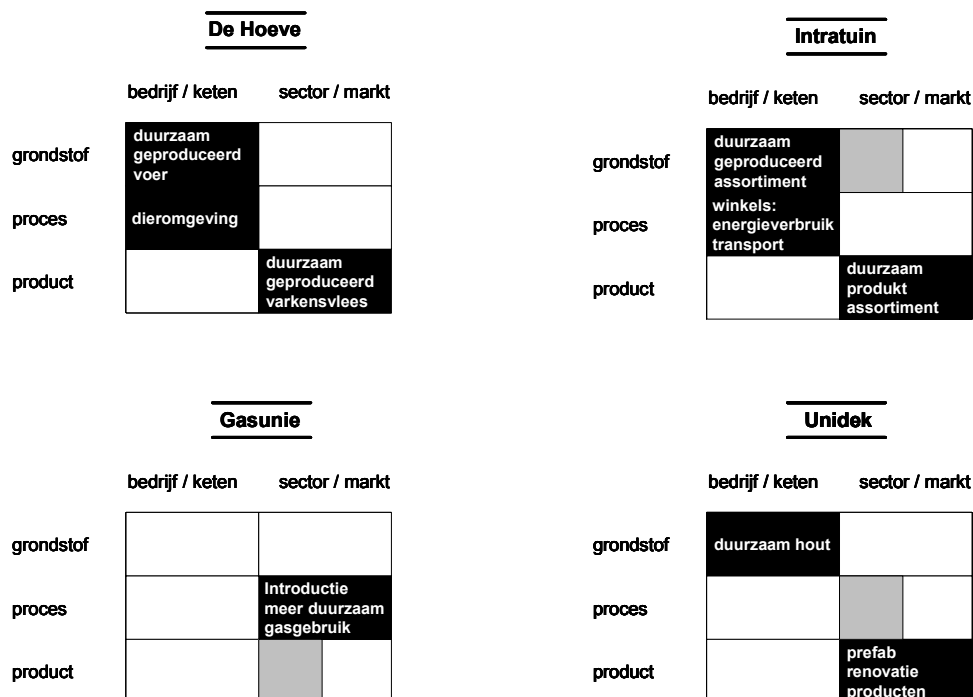 De Hoeve
bedrijf / keten sector / markt
grondstof
duurzaam
geproduceerd
voer
proces
dieromgeving
product
duurzaam
geproduceerd
varkensvlees
Intratuin
bedrijf / keten sector / markt
grondstof
duurzaam
geproduceerd
assortiment
proces
winkels:
energieverbruik
transport
product
duurzaam
produkt
assortiment
Gasunie
bedrijf / keten sector / markt
grondstof
proces
Introductie
meer duurzaam
gasgebruik
product
Unidek
bedrijf / keten sector / markt
grondstof
duurzaam hout
proces
product
prefab
renovatie
producten